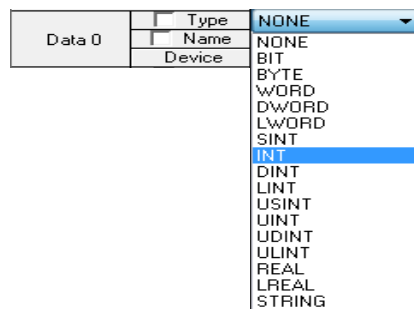 Data 0
Type NONE
Name
Device
NONE
BIT
BYTE
WORD
DWORD
LWORD
SINT
INT
DINT
LINT
USINT
UINT
UDINT
ULINT
REAL
LREAL
STRING